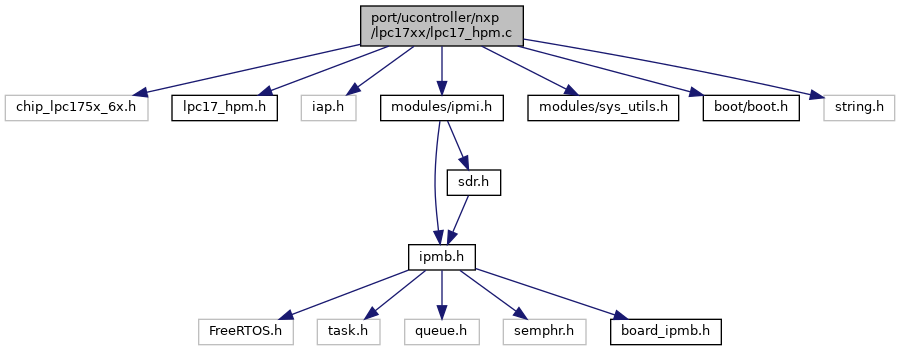 port/ucontroller/nxp
/lpc17xx/lpc17_hpm.c
chip_lpc175x_6x.h
lpc17_hpm.h
iap.h
modules/ipmi.h
modules/sys_utils.h
boot/boot.h
string.h
sdr.h
ipmb.h
FreeRTOS.h
task.h
queue.h
semphr.h
board_ipmb.h